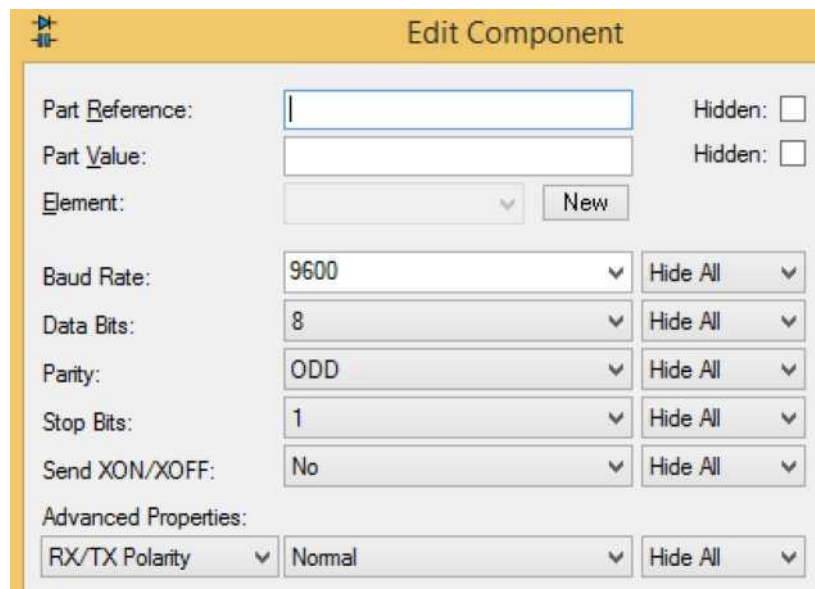 Edit Component
Part Reference: Hidden:
Part Value: Hidden:
Element: New
Baud Rate: 9600 Hide All
Data Bits: 8 Hide All
Parity: ODD Hide All
Stop Bits: 1 Hide All
Send XON/XOFF: No Hide All
Advanced Properties:
RX/TX Polarity Normal Hide All